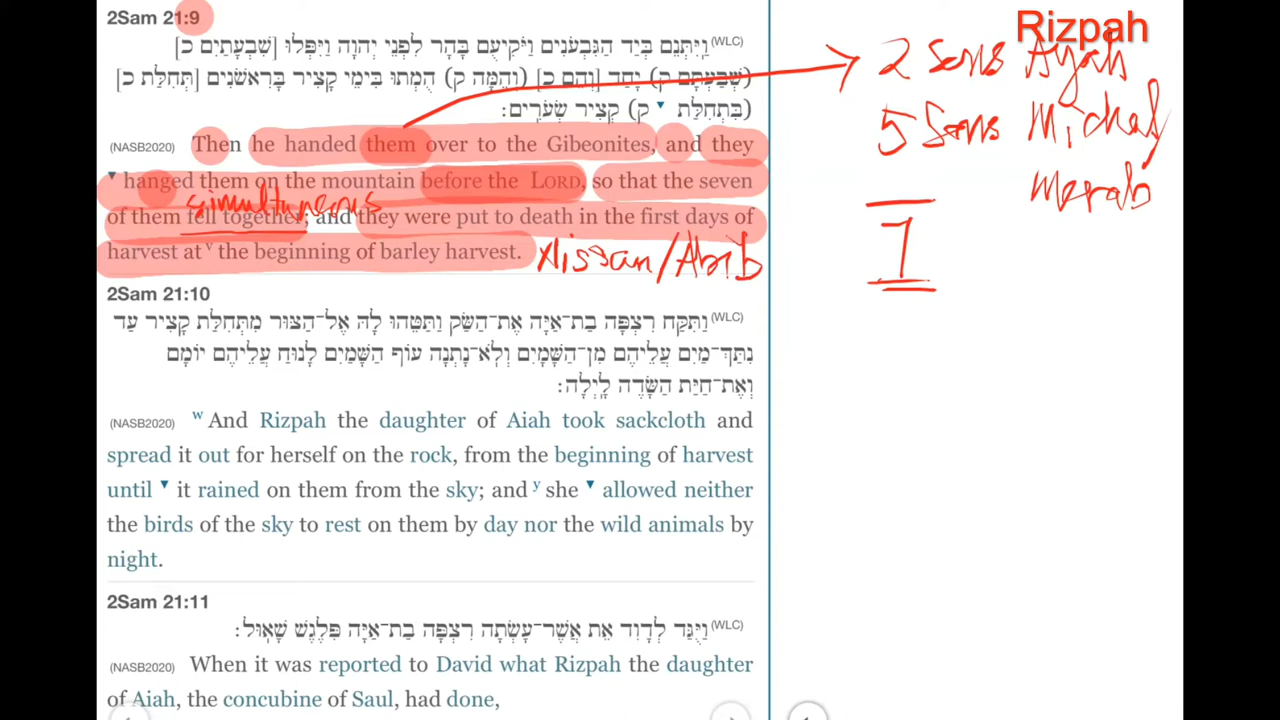 2Sam 21:9
(WLC) וַֽיִּתְּנֵ֞ם בְּיַ֣ד הַגִּבְעֹנִ֗ים וַיֹּקִיעֻ֤ם בָּהָר֙ לִפְנֵ֣י יְהוָ֔ה וַיִּפְּל֥וּ [שִׁבְעָתִים כ]
(שְׁבַעְתָּ֖ם ק) יָ֑חַד [וְהֵם כ] (וְהֵ֨מָּה ק) הֻמְת֜וּ בִּימֵ֤י קָצִיר֙ בָּרִ֣אשֹׁנִ֔ים [תְּחִלַּת כ]
(בִּתְחִלַּ֖ת ק) קְצִ֥יר שְׂעֹרִֽים׃
(NASB2020) Then he handed them over to the Gibeonites, and they
hanged them on the mountain before the LORD, so that the seven
simultaneous
of them fell together; and they were put to death in the first days of
harvest at v the beginning of barley harvest.
Nissan/Abib
Rizpah
2 Sons Ayah
5 Sons Michal
Merab
7
2Sam 21:10
(WLC) וַתִּקַּ֣ח רִצְפָּה֩ בַת־אַיָּ֨ה אֶת־הַשַּׂ֜ק וַתַּטֵּ֨הוּ לָ֤הּ אֶל־הַצּוּר֙ מִתְּחִלַּ֣ת קָצִ֔יר עַ֛ד
נִתַּךְ־מַ֥יִם עֲלֵיהֶ֖ם מִן־הַשָּׁמָ֑יִם וְלֹֽא־נָתְנָה֩ ע֨וֹף הַשָּׁמַ֜יִם לָנ֤וּחַ עֲלֵיהֶם֙ יוֹמָ֔ם
וְאֶת־חַיַּ֥ת הַשָּׂדֶ֖ה לָֽיְלָה׃
(NASB2020) w And Rizpah the daughter of Aiah took sackcloth and
spread it out for herself on the rock, from the beginning of harvest
until it rained on them from the sky; and y she allowed neither
the birds of the sky to rest on them by day nor the wild animals by
night.
2Sam 21:11
(WLC) וַיֻּגַּ֖ד לְדָוִ֑ד אֵ֧ת אֲשֶׁר־עָשְׂתָ֛ה רִצְפָּ֥ה בַת־אַיָּ֖ה פִּלֶ֥גֶשׁ שָׁאֽוּל׃
(NASB2020) When it was reported to David what Rizpah the daughter
of Aiah, the concubine of Saul, had done,